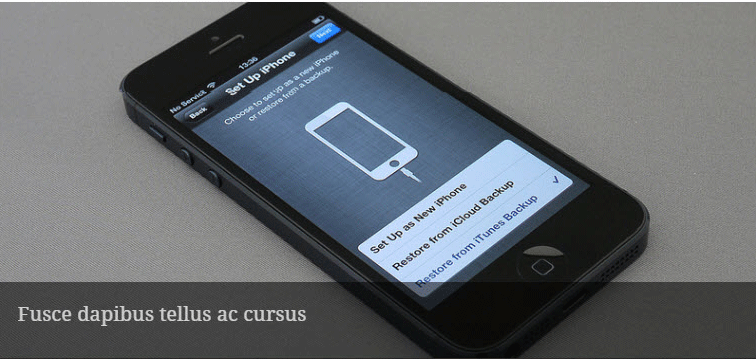 No Service
13:36
Back
Set Up iPhone
Next
Choose to set up as a new iPhone
or restore from a backup.
Set Up as New iPhone
Restore from iCloud Backup
Restore from iTunes Backup
Fusce dapibus tellus ac cursus